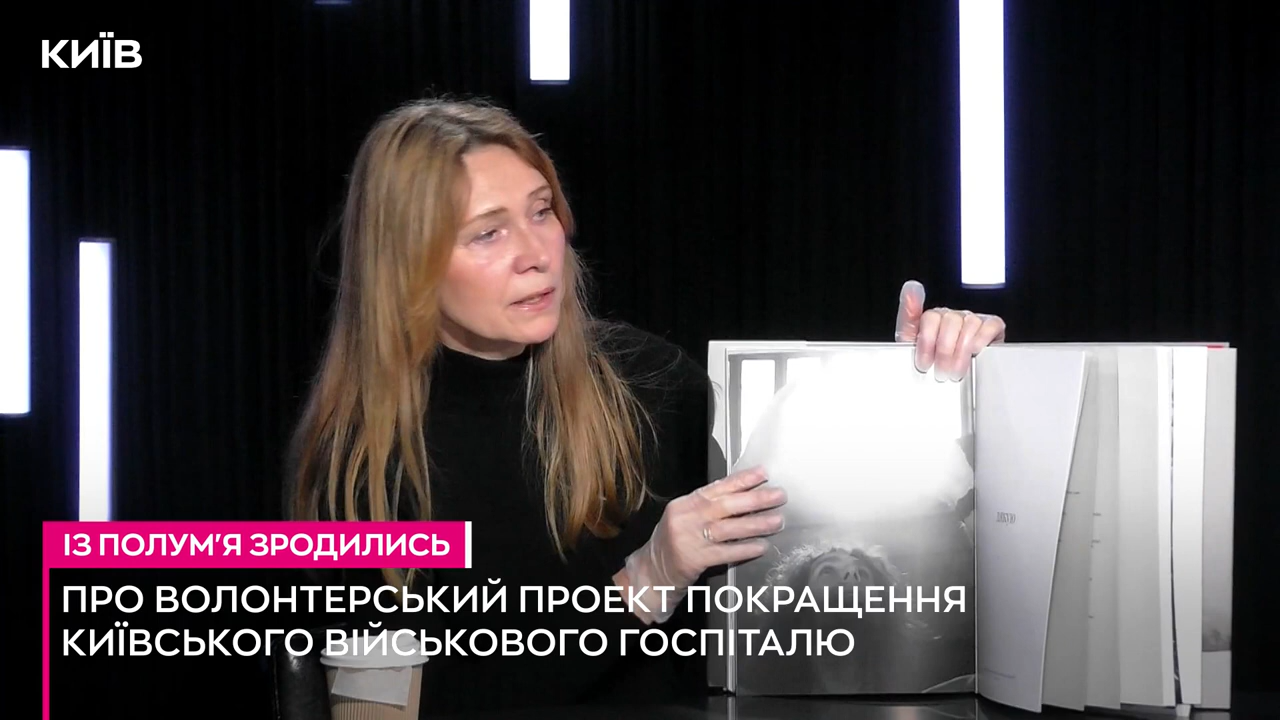 КИЇВ
ІЗ ПОЛУМ'Я ЗРОДИЛИСЬ
ПРО ВОЛОНТЕРСЬКИЙ ПРОЕКТ ПОКРАЩЕННЯ
КИЇВСЬКОГО ВІЙСЬКОВОГО ГОСПІТАЛЮ